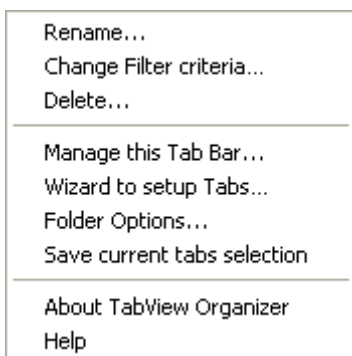 Rename...
Change Filter criteria...
Delete...
Manage this Tab Bar...
Wizard to setup Tabs...
Folder Options...
Save current tabs selection
About TabView Organizer
Help